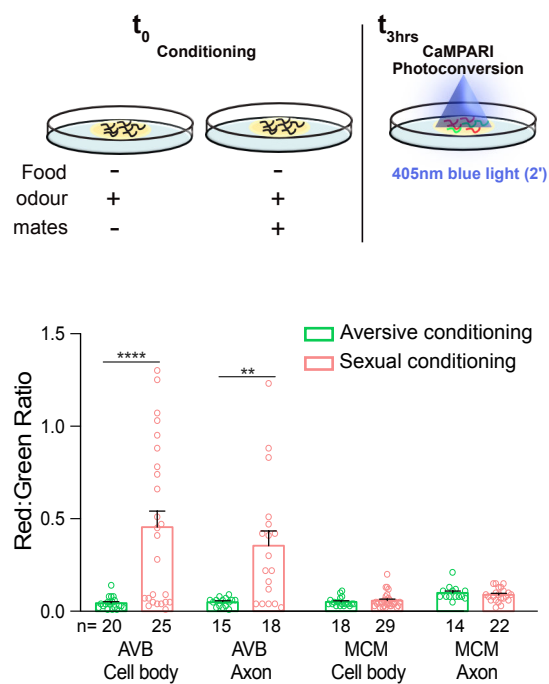 t0
Conditioning
t3hrs
CaMPARI
Photoconversion
Food - -
odour + +
mates - +
405nm blue light (2')
Aversive conditioning
Sexual conditioning
Red:Green Ratio
1.5
1.0
0.5
0.0
****
**
n= 20 25 15 18 18 29 14 22
AVB AVB MCM MCM
Cell body Axon Cell body Axon